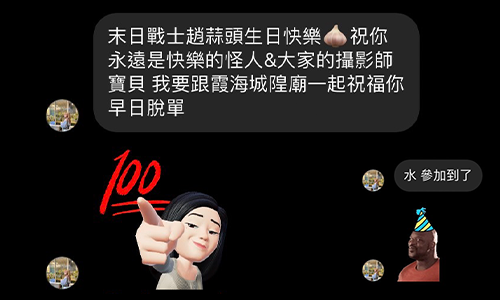 末日戰士趙蒜頭生日快樂🧄祝你
永遠是快樂的怪人&大家的攝影師
寶貝 我要跟霞海城隍廟一起祝福你
早日脫單
100
水 參加到了